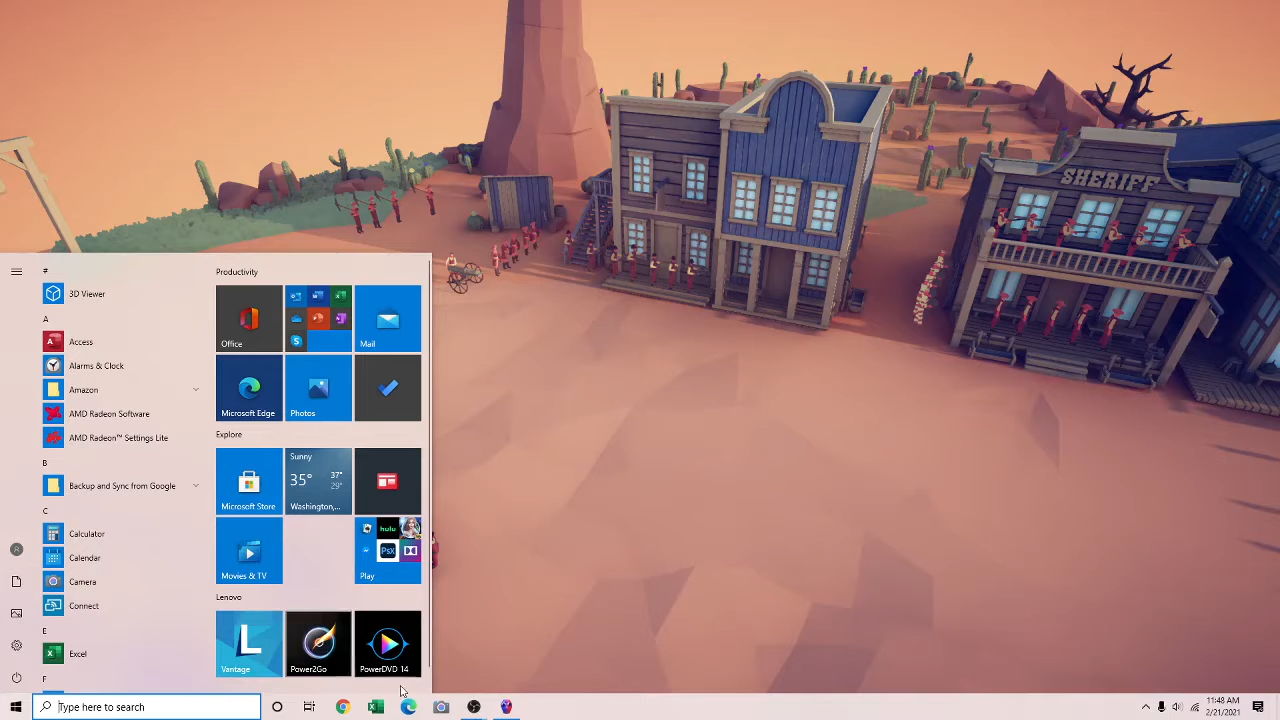 SHERIFF
#
3D Viewer
A
Access
Alarms & Clock
Amazon
AMD Radeon Software
AMD Radeon™ Settings Lite
B
Backup and Sync from Google
C
Calculator
Calendar
Camera
Connect
E
Excel
F
Productivity
Office
Mail
Microsoft Edge
Photos
Explore
Microsoft Store
Sunny
35°
37°
29°
Washington,...
Movies & TV
hulu
PsX
Play
Lenovo
L
Vantage
Power2Go
PowerDVD 14
Type here to search
11:48 AM
2/21/2021